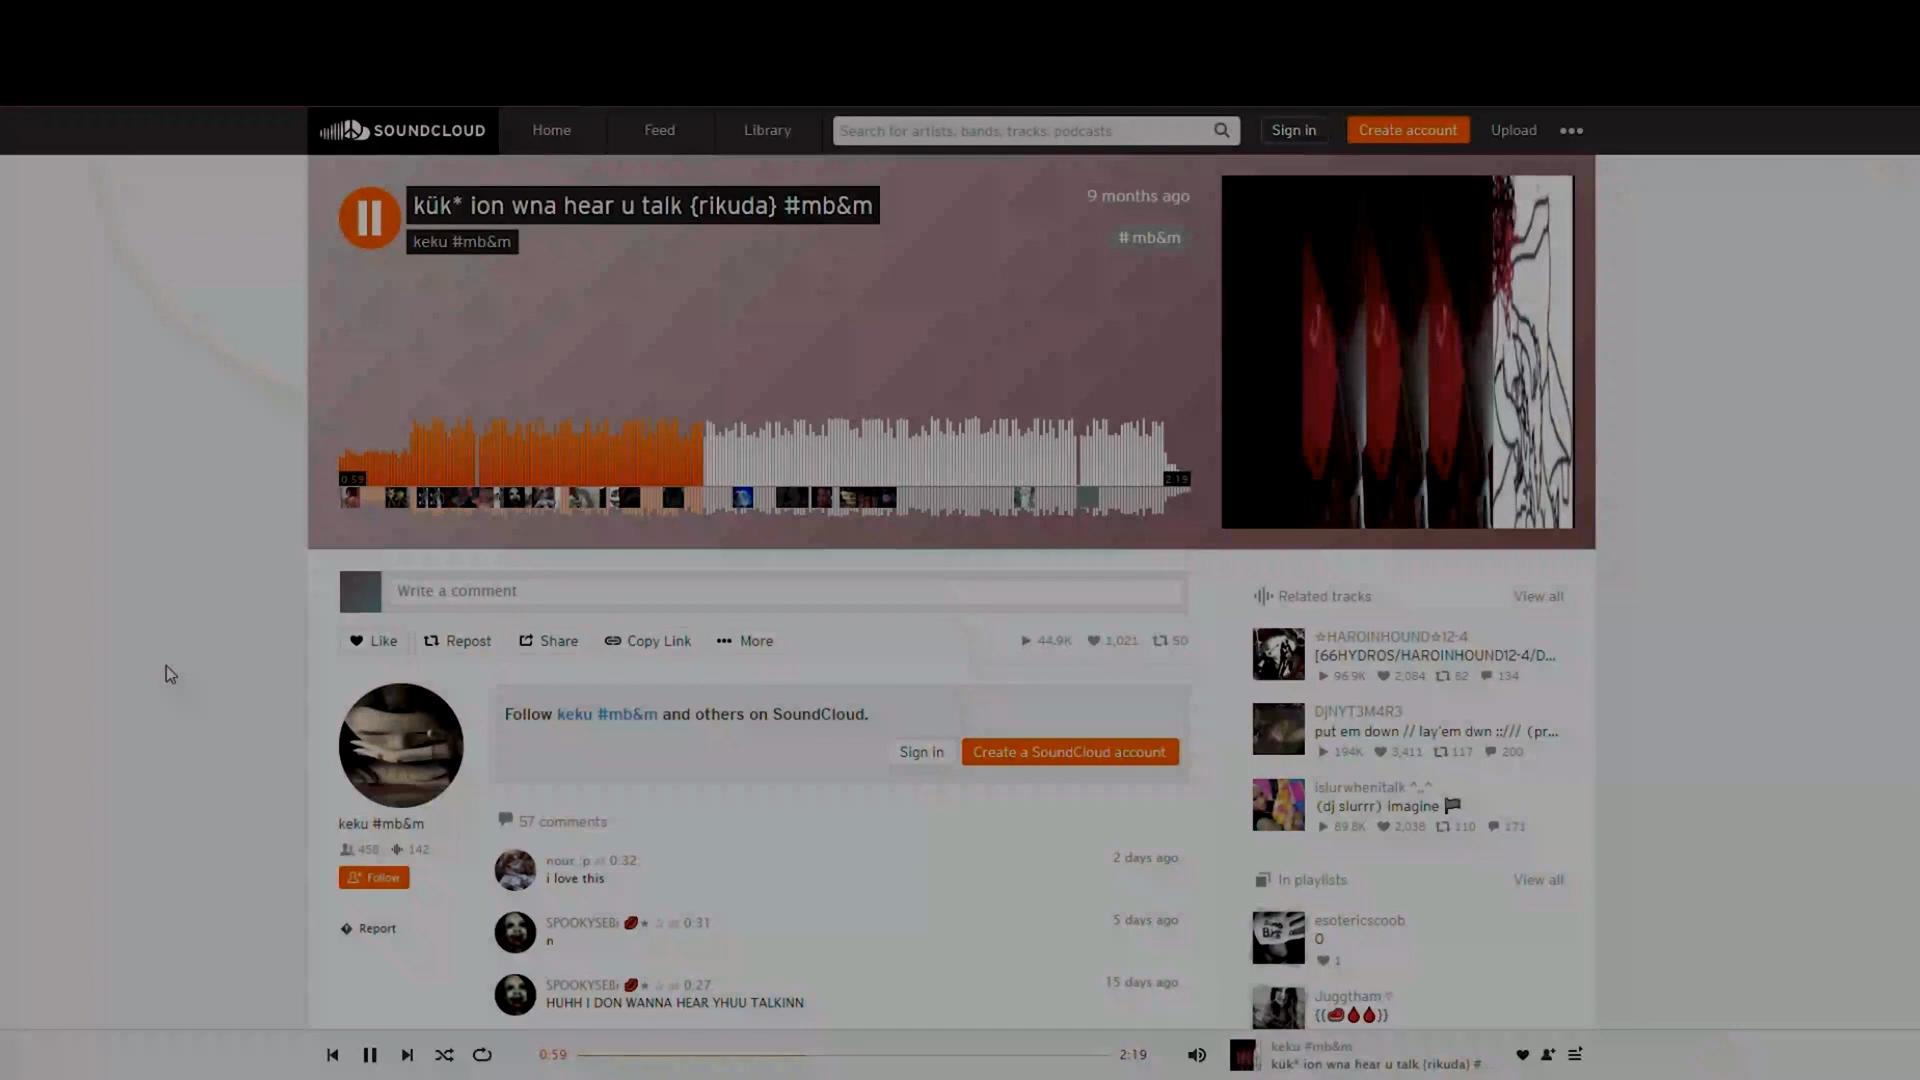 SOUNDCLOUD
Home
Feed
Library
Search for artists, bands, tracks, podcasts
Sign in
Create account
Upload
kük* ion wna hear u talk {rikuda} #mb&m
keku #mb&m
9 months ago
# mb&m
0:59
2:19
Write a comment
Like
Repost
Share
Copy Link
More
44.9K
1,021
50
Follow keku #mb&m and others on SoundCloud.
Sign in
Create a SoundCloud account
keku #mb&m
458
142
Follow
Report
57 comments
nour :p at 0:32
2 days ago
i love this
SPOOKYSEBi 💋★ ☆ at 0:31
5 days ago
n
SPOOKYSEBi 💋★ ☆ at 0:27
15 days ago
HUHH I DON WANNA HEAR YHUU TALKINN
Related tracks
View all
☆HAROINHOUND☆12-4
[66HYDROS/HAROINHOUND12-4/D...
96.9K
2,084
62
134
DjNYT3M4R3
put em down // lay'em dwn ::/// (pr...
194K
3,411
117
200
islurwhenitalk ^,,^
(dj slurrr) imagine 🏴
89.8K
2,038
110
171
In playlists
View all
esotericscoob
0
1
Juggtham ♡
{{🥩🩸🩸}}
0:59
2:19
keku #mb&m
kük* ion wna hear u talk {rikuda} #...